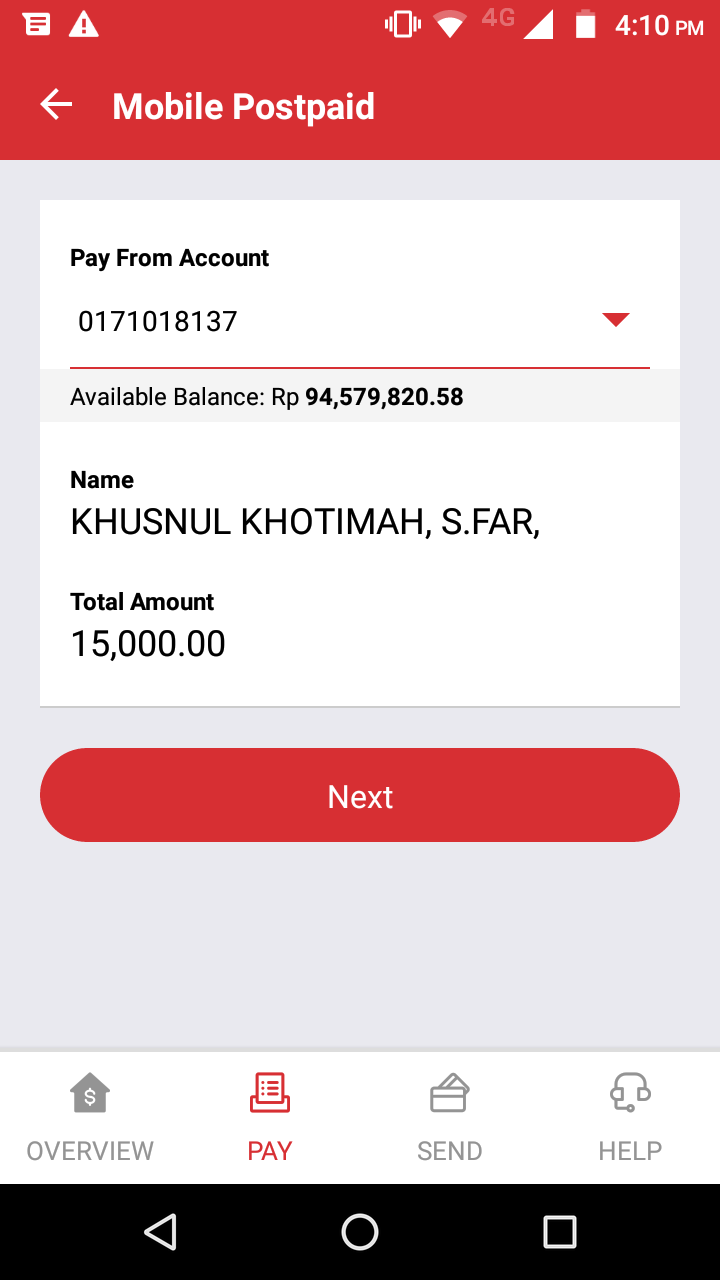 4G 4:10 PM
Mobile Postpaid
Pay From Account
0171018137
Available Balance: Rp 94,579,820.58
Name
KHUSNUL KHOTIMAH, S.FAR,
Total Amount
15,000.00
Next
OVERVIEW PAY SEND HELP